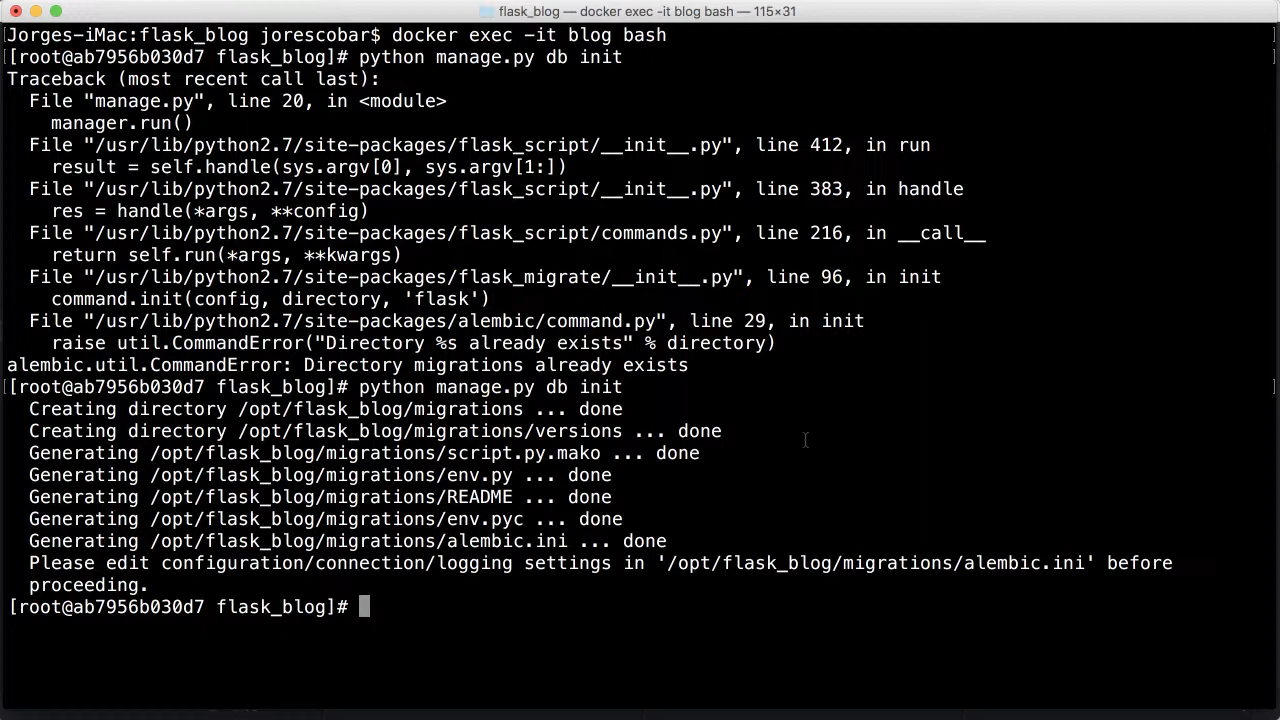 flask_blog — docker exec -it blog bash — 115×31
Jorges-iMac:flask_blog jorescobar$ docker exec -it blog bash
[root@ab7956b030d7 flask_blog]# python manage.py db init
Traceback (most recent call last):
  File "manage.py", line 20, in <module>
    manager.run()
  File "/usr/lib/python2.7/site-packages/flask_script/__init__.py", line 412, in run
    result = self.handle(sys.argv[0], sys.argv[1:])
  File "/usr/lib/python2.7/site-packages/flask_script/__init__.py", line 383, in handle
    res = handle(*args, **config)
  File "/usr/lib/python2.7/site-packages/flask_script/commands.py", line 216, in __call__
    return self.run(*args, **kwargs)
  File "/usr/lib/python2.7/site-packages/flask_migrate/__init__.py", line 96, in init
    command.init(config, directory, 'flask')
  File "/usr/lib/python2.7/site-packages/alembic/command.py", line 29, in init
    raise util.CommandError("Directory %s already exists" % directory)
alembic.util.CommandError: Directory migrations already exists
[root@ab7956b030d7 flask_blog]# python manage.py db init
  Creating directory /opt/flask_blog/migrations ... done
  Creating directory /opt/flask_blog/migrations/versions ... done
  Generating /opt/flask_blog/migrations/script.py.mako ... done
  Generating /opt/flask_blog/migrations/env.py ... done
  Generating /opt/flask_blog/migrations/README ... done
  Generating /opt/flask_blog/migrations/env.pyc ... done
  Generating /opt/flask_blog/migrations/alembic.ini ... done
  Please edit configuration/connection/logging settings in '/opt/flask_blog/migrations/alembic.ini' before
  proceeding.
[root@ab7956b030d7 flask_blog]#